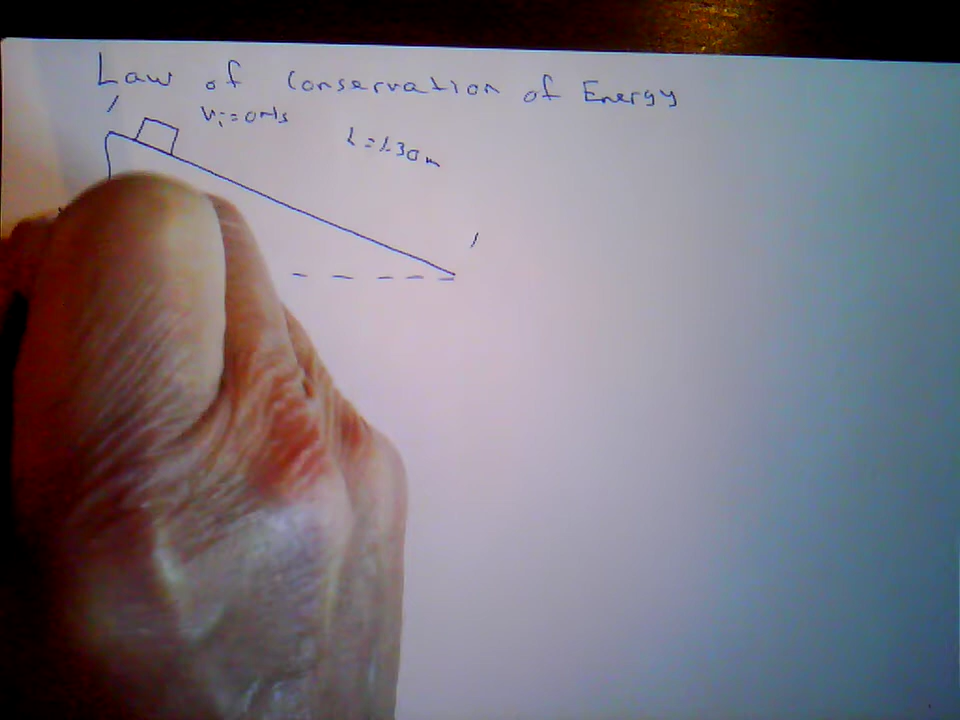 Law of Conservation of Energy
Vi = 0 m/s
L = 1.30 m